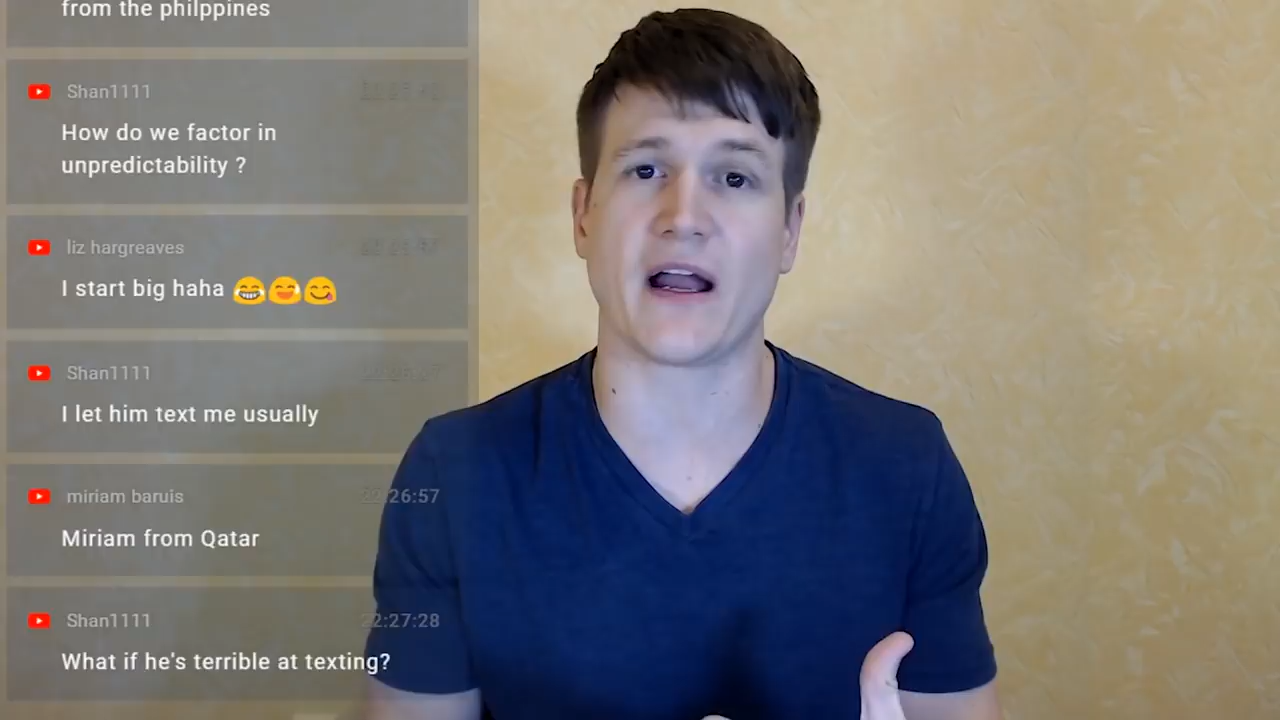 from the philppines
Shan1111
How do we factor in
unpredictability ?
liz hargreaves
I start big haha 😂😅😋
Shan1111
I let him text me usually
miriam baruis
22:26:57
Miriam from Qatar
Shan1111
22:27:28
What if he's terrible at texting?